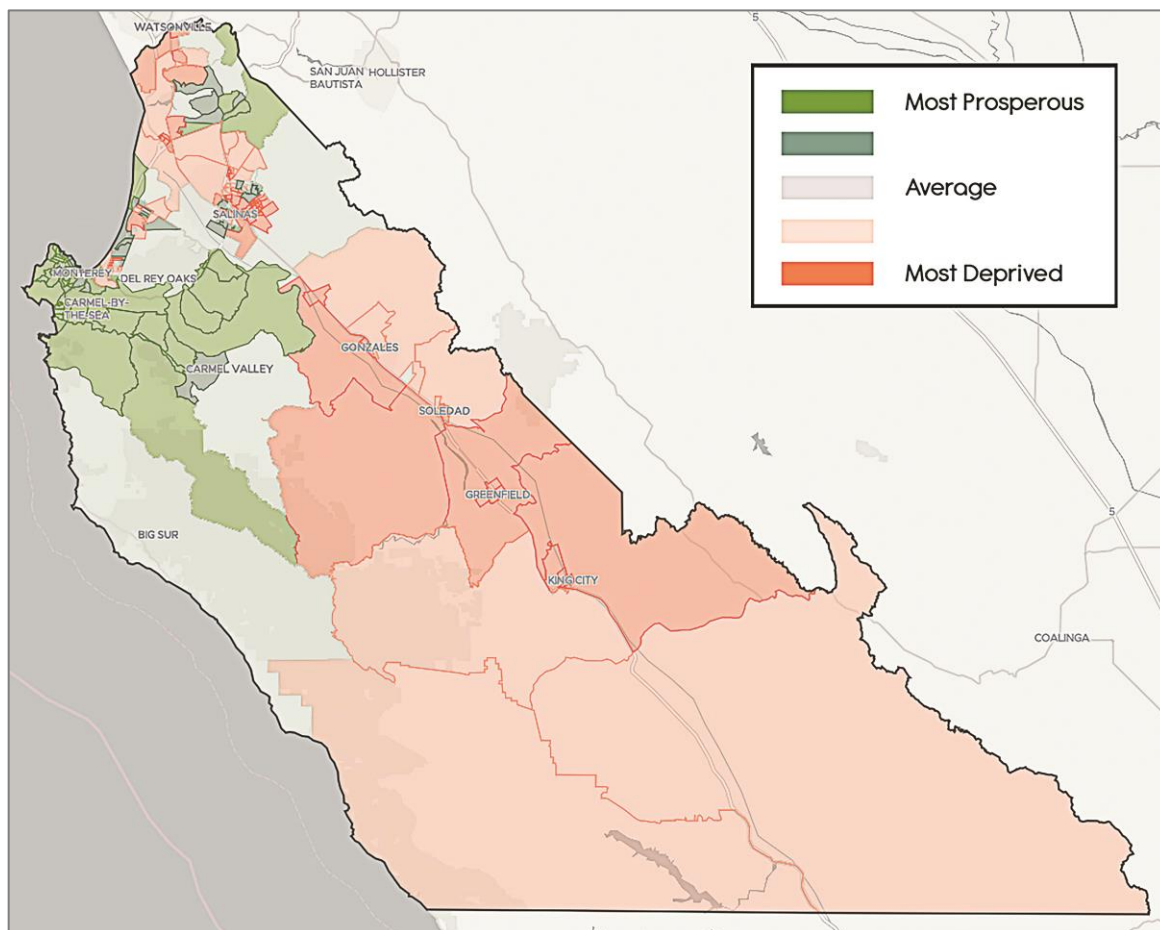 WATSONVILLE
5
SAN JUAN
BAUTISTA
HOLLISTER
Most Prosperous
Average
Most Deprived
SALINAS
MONTEREY
DEL REY OAKS
CARMEL-BY-
THE-SEA
GONZALES
CARMEL VALLEY
SOLEDAD
GREENFIELD
5
BIG SUR
KING CITY
COALINGA